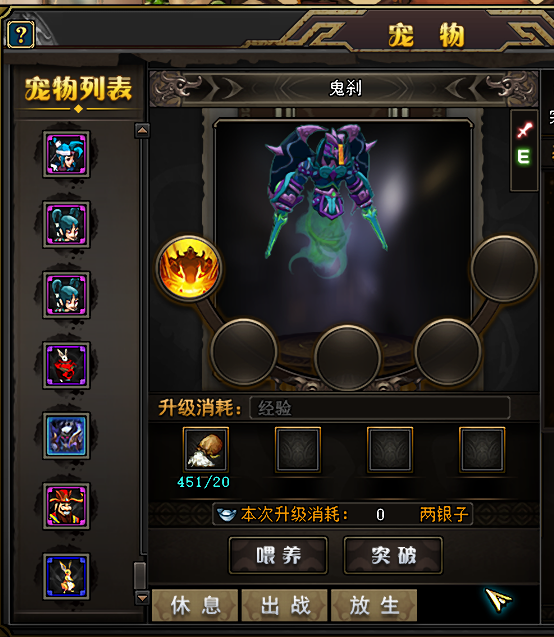 ?
宠 物
宠物列表
鬼刹
E
升级消耗：
经验
451/20
本次升级消耗： 0 两银子
喂 养
突 破
休 息
出 战
放 生